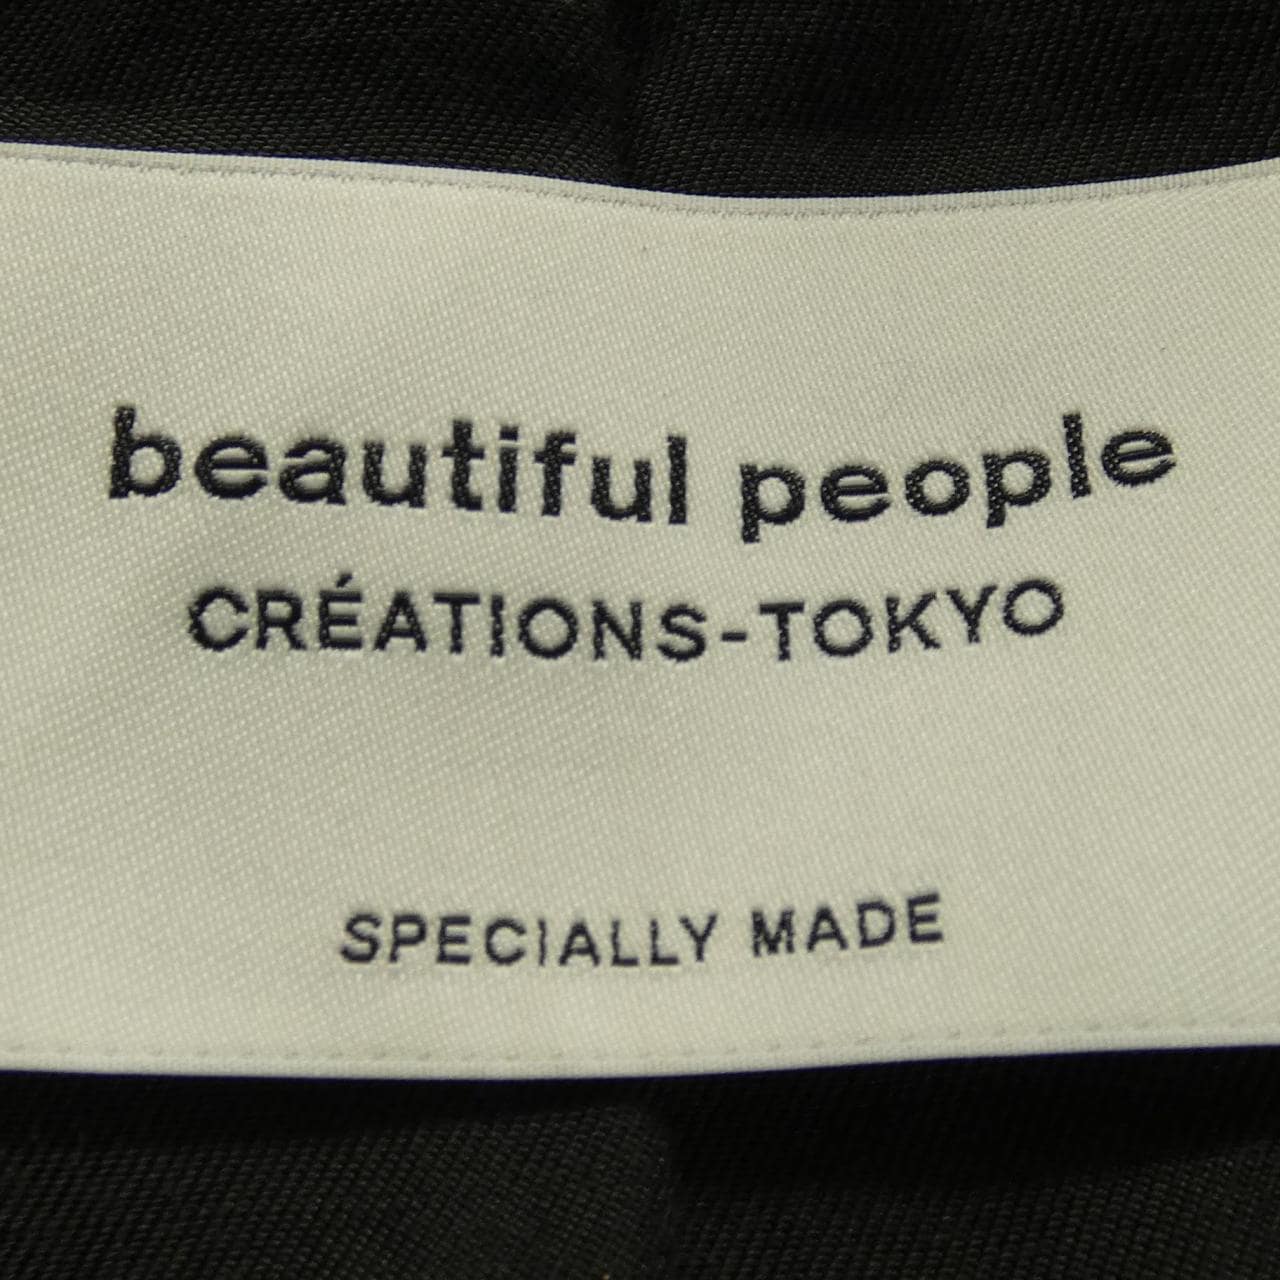 beautiful people
CRÉATIONS-TOKYO
SPECIALLY MADE